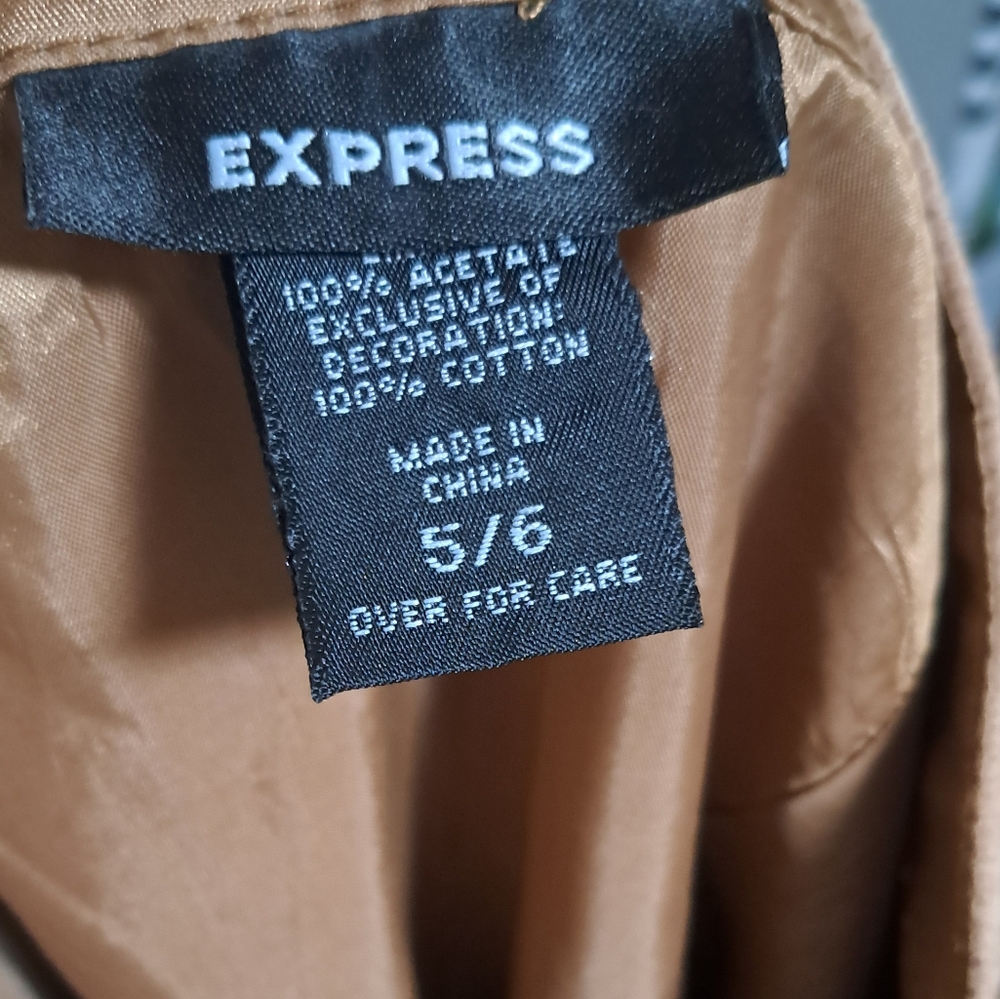 EXPRESS
100% ACETATE
EXCLUSIVE OF
DECORATION:
100% COTTON
MADE IN
CHINA
5/6
OVER FOR CARE